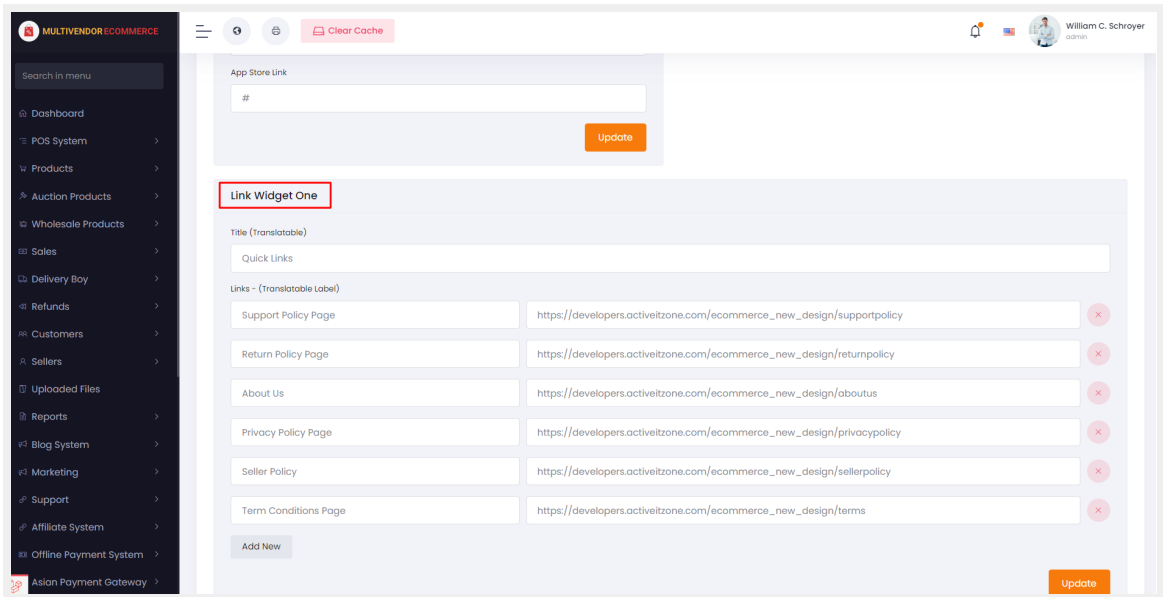 MULTIVENDOR ECOMMERCE
Clear Cache
William C. Schroyer
admin
Search in menu
Dashboard
POS System
Products
Auction Products
Wholesale Products
Sales
Delivery Boy
Refunds
Customers
Sellers
Uploaded Files
Reports
Blog System
Marketing
Support
Affiliate System
Offline Payment System
Asian Payment Gateway
App Store Link
#
Update
Link Widget One
Title (Translatable)
Quick Links
Links - (Translatable Label)
Support Policy Page https://developers.activeitzone.com/ecommerce_new_design/supportpolicy
Return Policy Page https://developers.activeitzone.com/ecommerce_new_design/returnpolicy
About Us https://developers.activeitzone.com/ecommerce_new_design/aboutus
Privacy Policy Page https://developers.activeitzone.com/ecommerce_new_design/privacypolicy
Seller Policy https://developers.activeitzone.com/ecommerce_new_design/sellerpolicy
Term Conditions Page https://developers.activeitzone.com/ecommerce_new_design/terms
Add New
Update